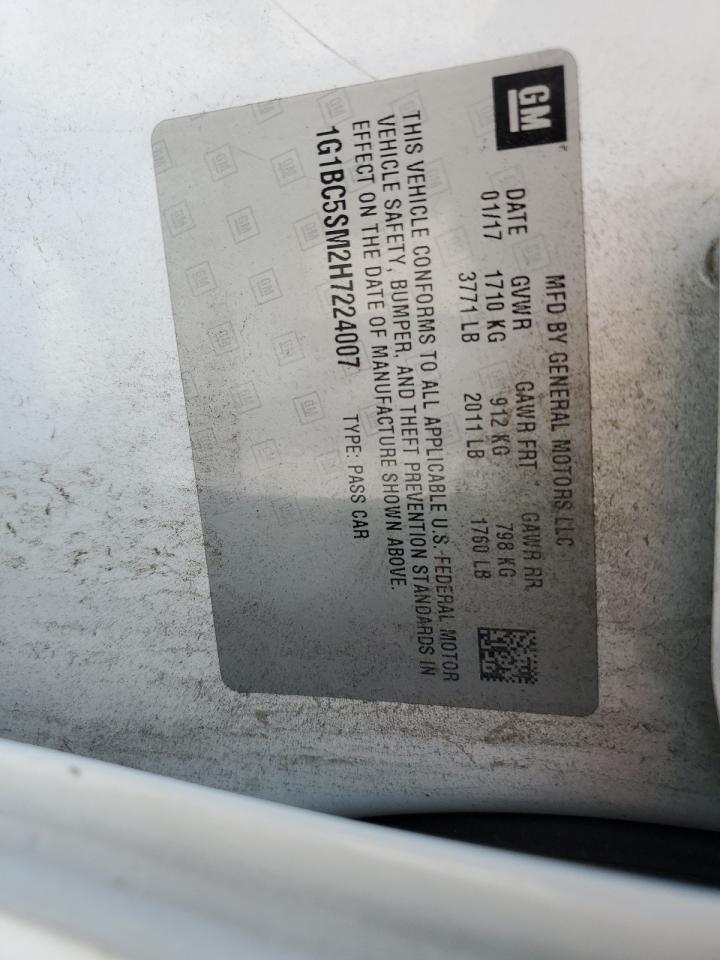 GM
MFD BY GENERAL MOTORS LLC
DATE GVWR GAWR FRT GAWR RR
01/17 1710 KG 912 KG 798 KG
3771 LB 2011 LB 1760 LB
THIS VEHICLE CONFORMS TO ALL APPLICABLE U.S. FEDERAL MOTOR
VEHICLE SAFETY, BUMPER, AND THEFT PREVENTION STANDARDS IN
EFFECT ON THE DATE OF MANUFACTURE SHOWN ABOVE.
1G1BC5SM2H7224007 TYPE: PASS CAR